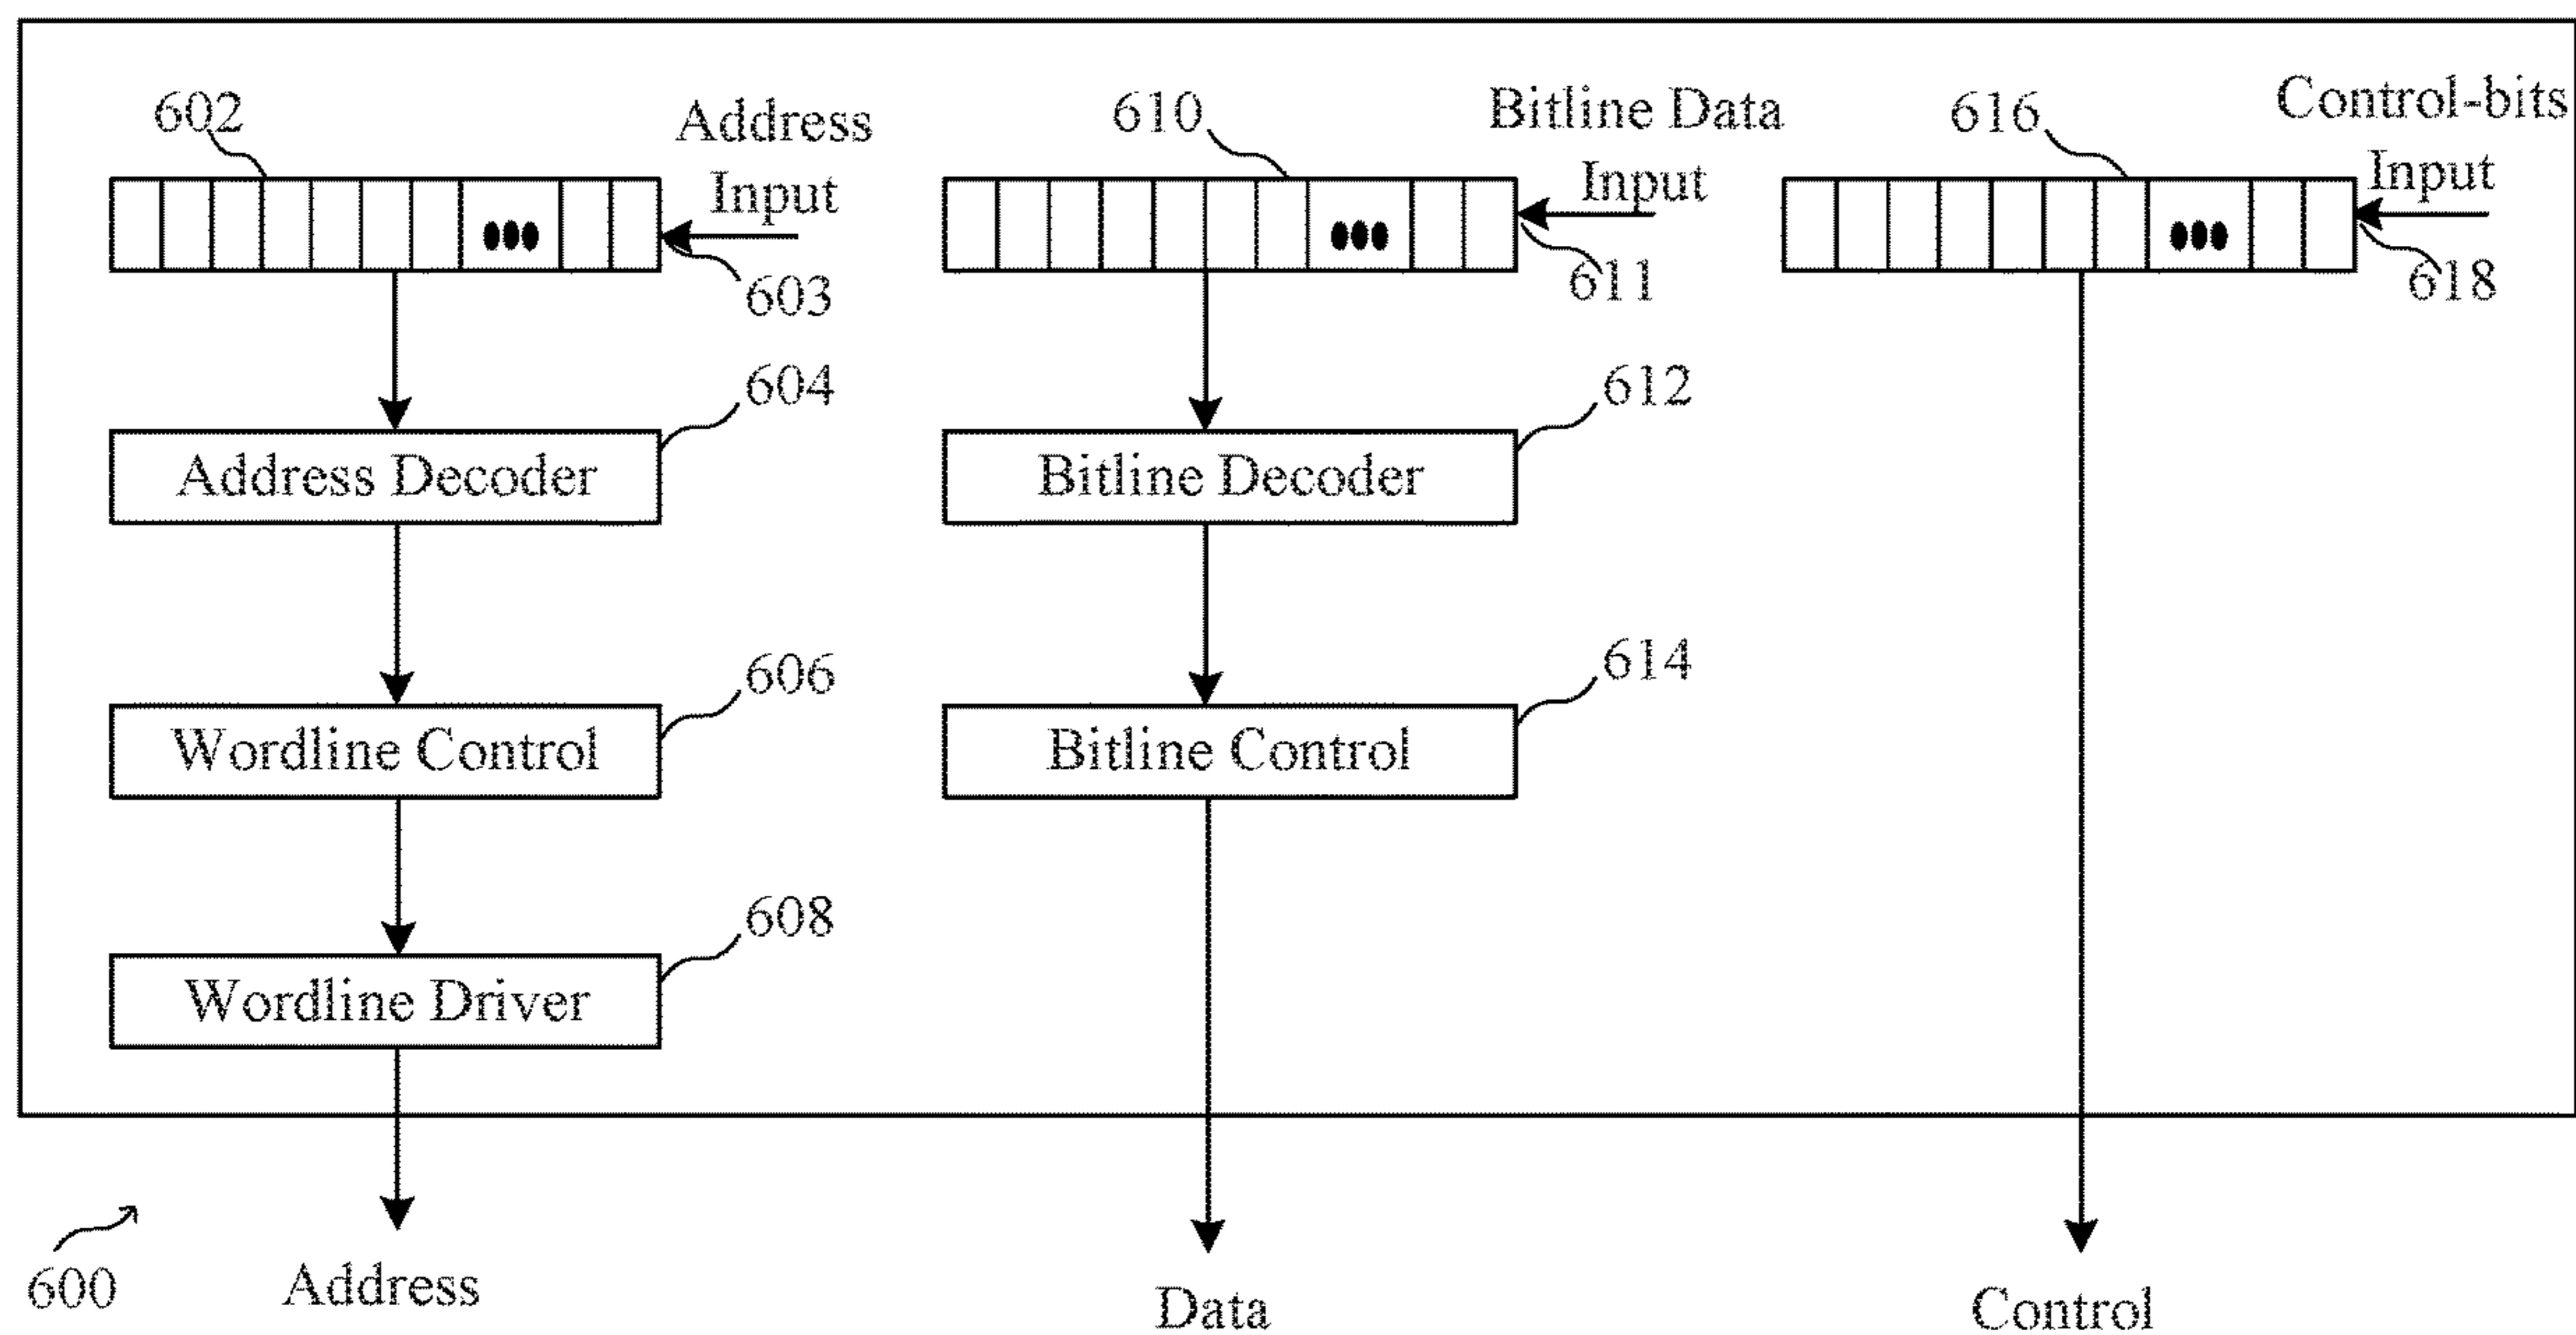 602
Address
Input
603
610
Bitline Data
Input
611
616
Control-bits
Input
618
604
Address Decoder
612
Bitline Decoder
606
Wordline Control
614
Bitline Control
608
Wordline Driver
600
Address
Data
Control